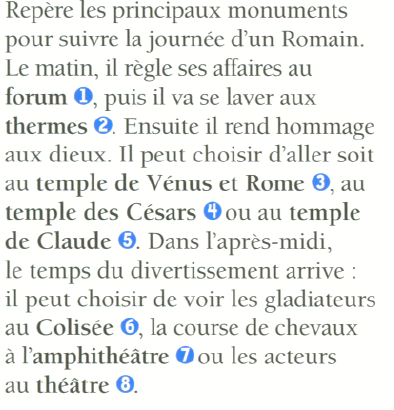 Repère les principaux monuments
pour suivre la journée d'un Romain.
Le matin, il règle ses affaires au
forum ❶, puis il va se laver aux
thermes ❷. Ensuite il rend hommage
aux dieux. Il peut choisir d'aller soit
au temple de Vénus et Rome ❸, au
temple des Césars ❹ ou au temple
de Claude ❺. Dans l'après-midi,
le temps du divertissement arrive :
il peut choisir de voir les gladiateurs
au Colisée ❻, la course de chevaux
à l'amphithéâtre ❼ ou les acteurs
au théâtre ❽.